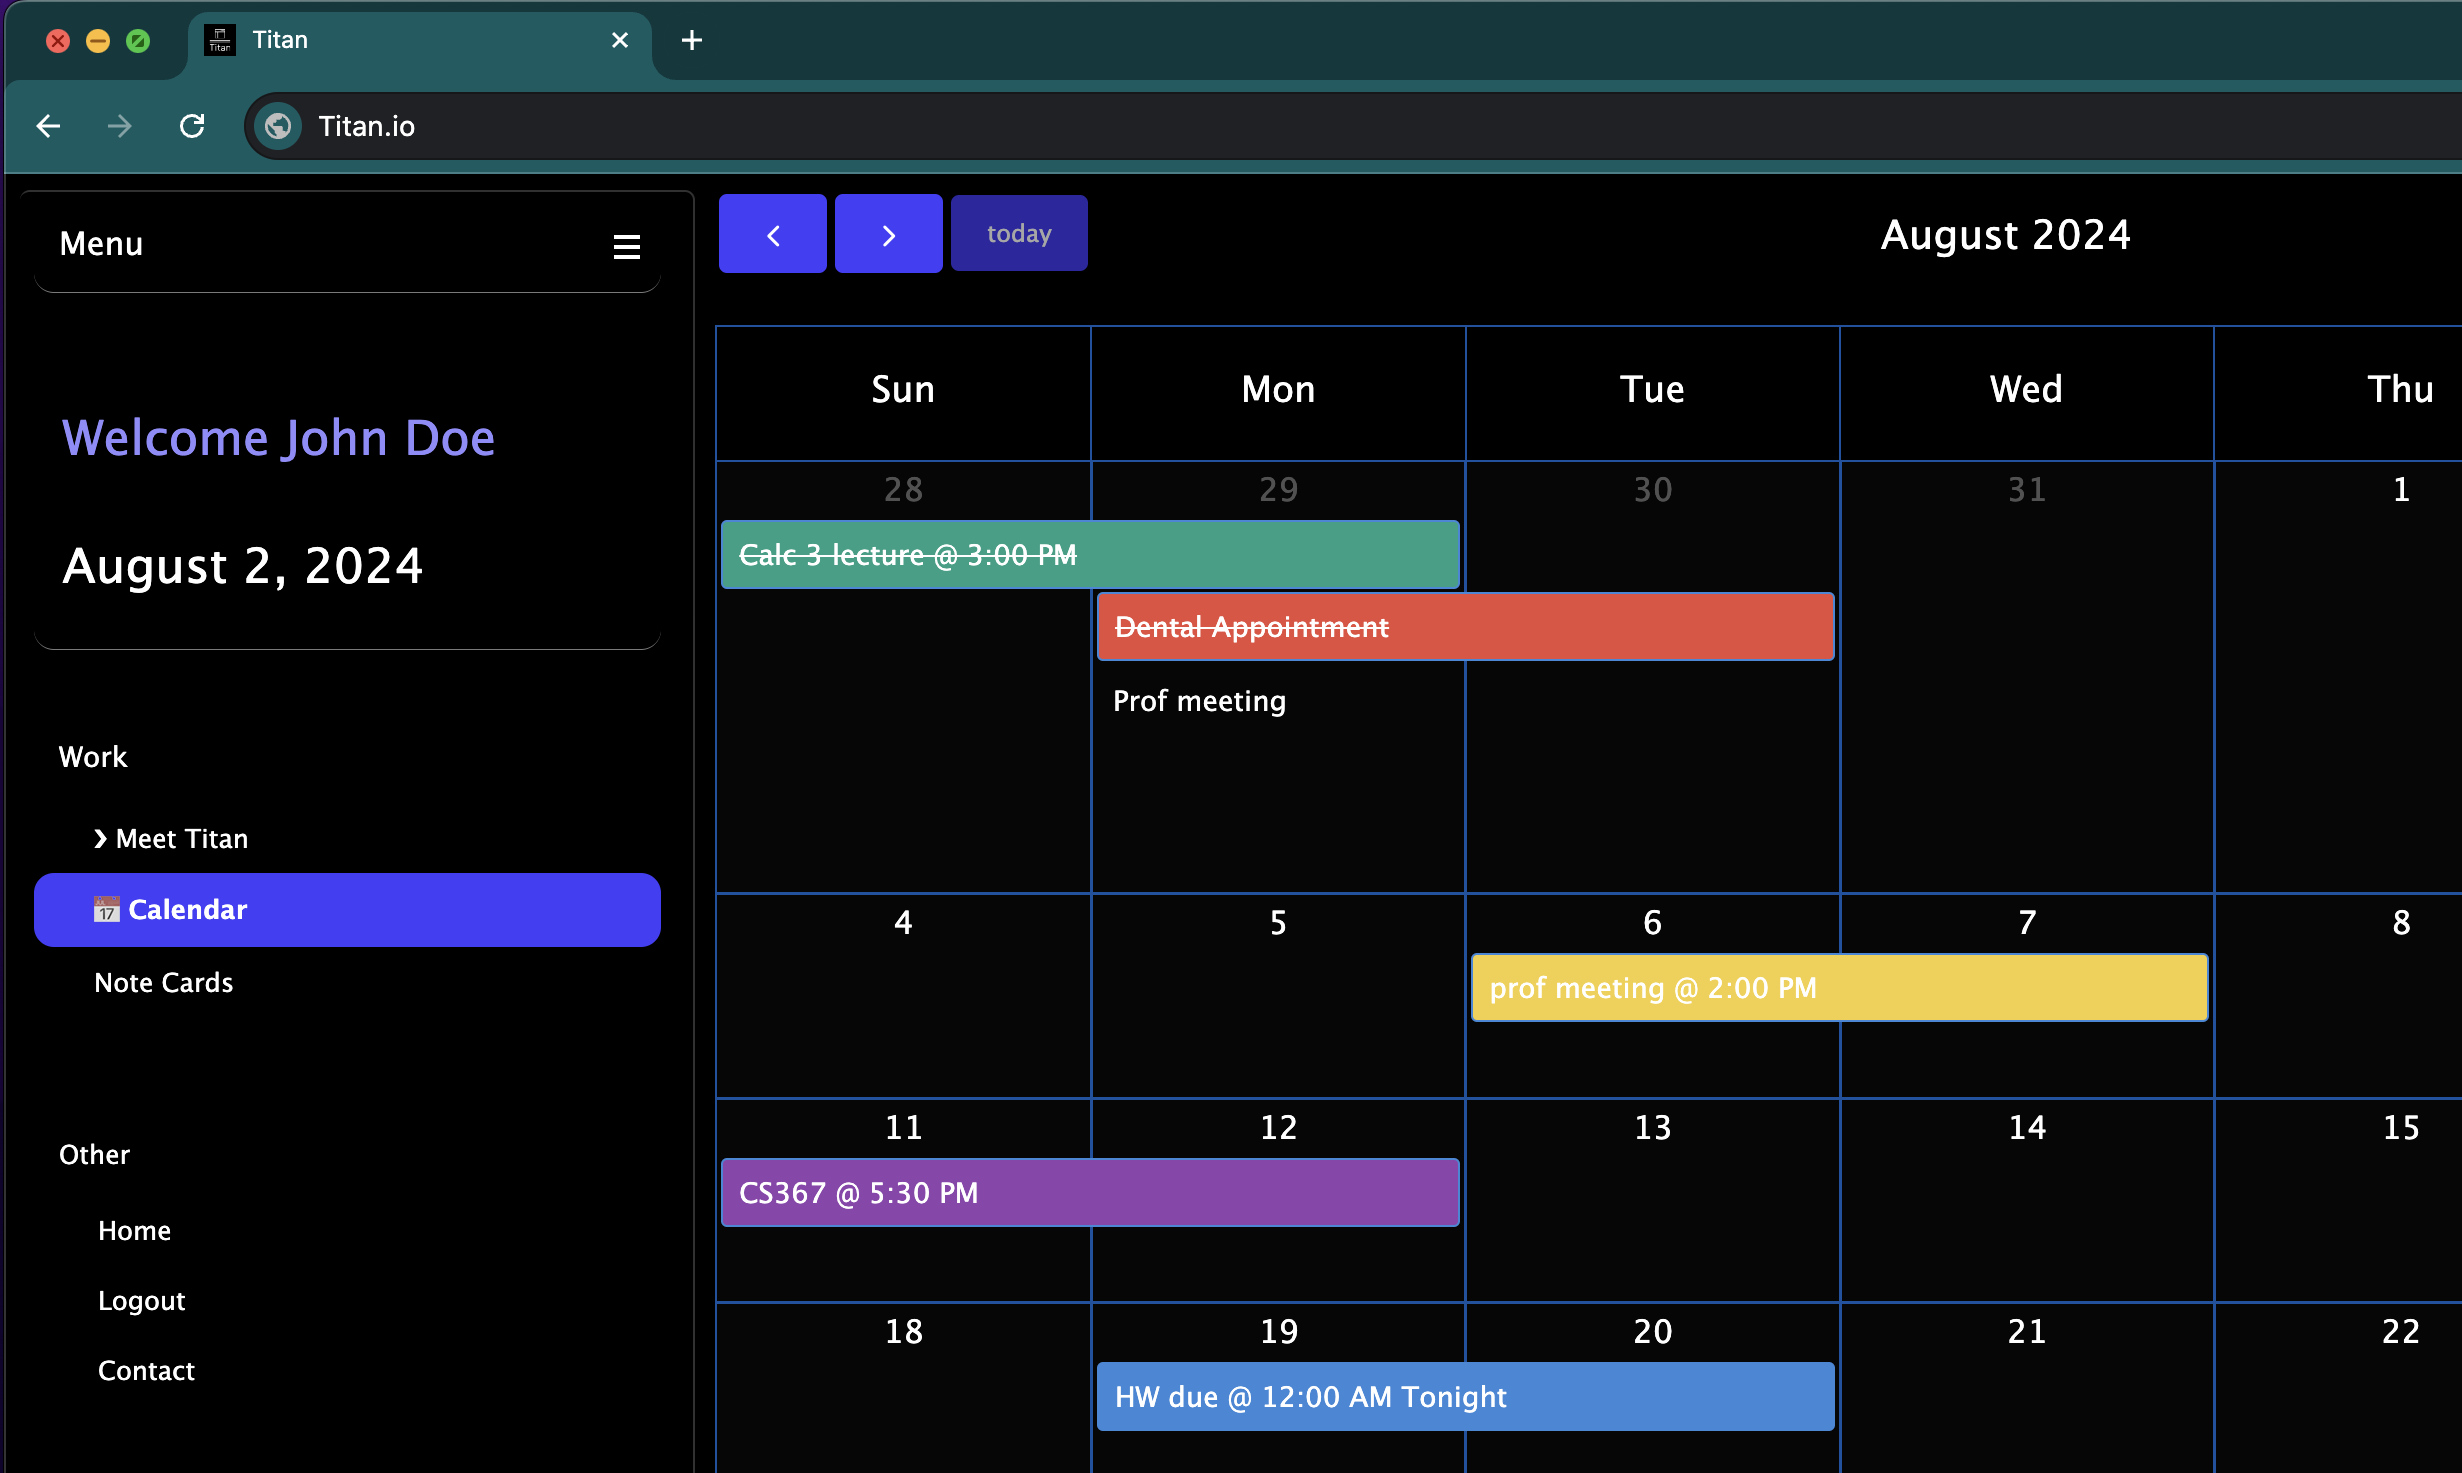 Titan
Titan
Titan.io
Menu
today
August 2024
Welcome John Doe
August 2, 2024
Work
❯ Meet Titan
17 Calendar
Note Cards
Other
Home
Logout
Contact
Sun Mon Tue Wed Thu
28 29 30 31 1
Calc 3 lecture @ 3:00 PM
Dental Appointment
Prof meeting
4 5 6 7 8
prof meeting @ 2:00 PM
11 12 13 14 15
CS367 @ 5:30 PM
18 19 20 21 22
HW due @ 12:00 AM Tonight